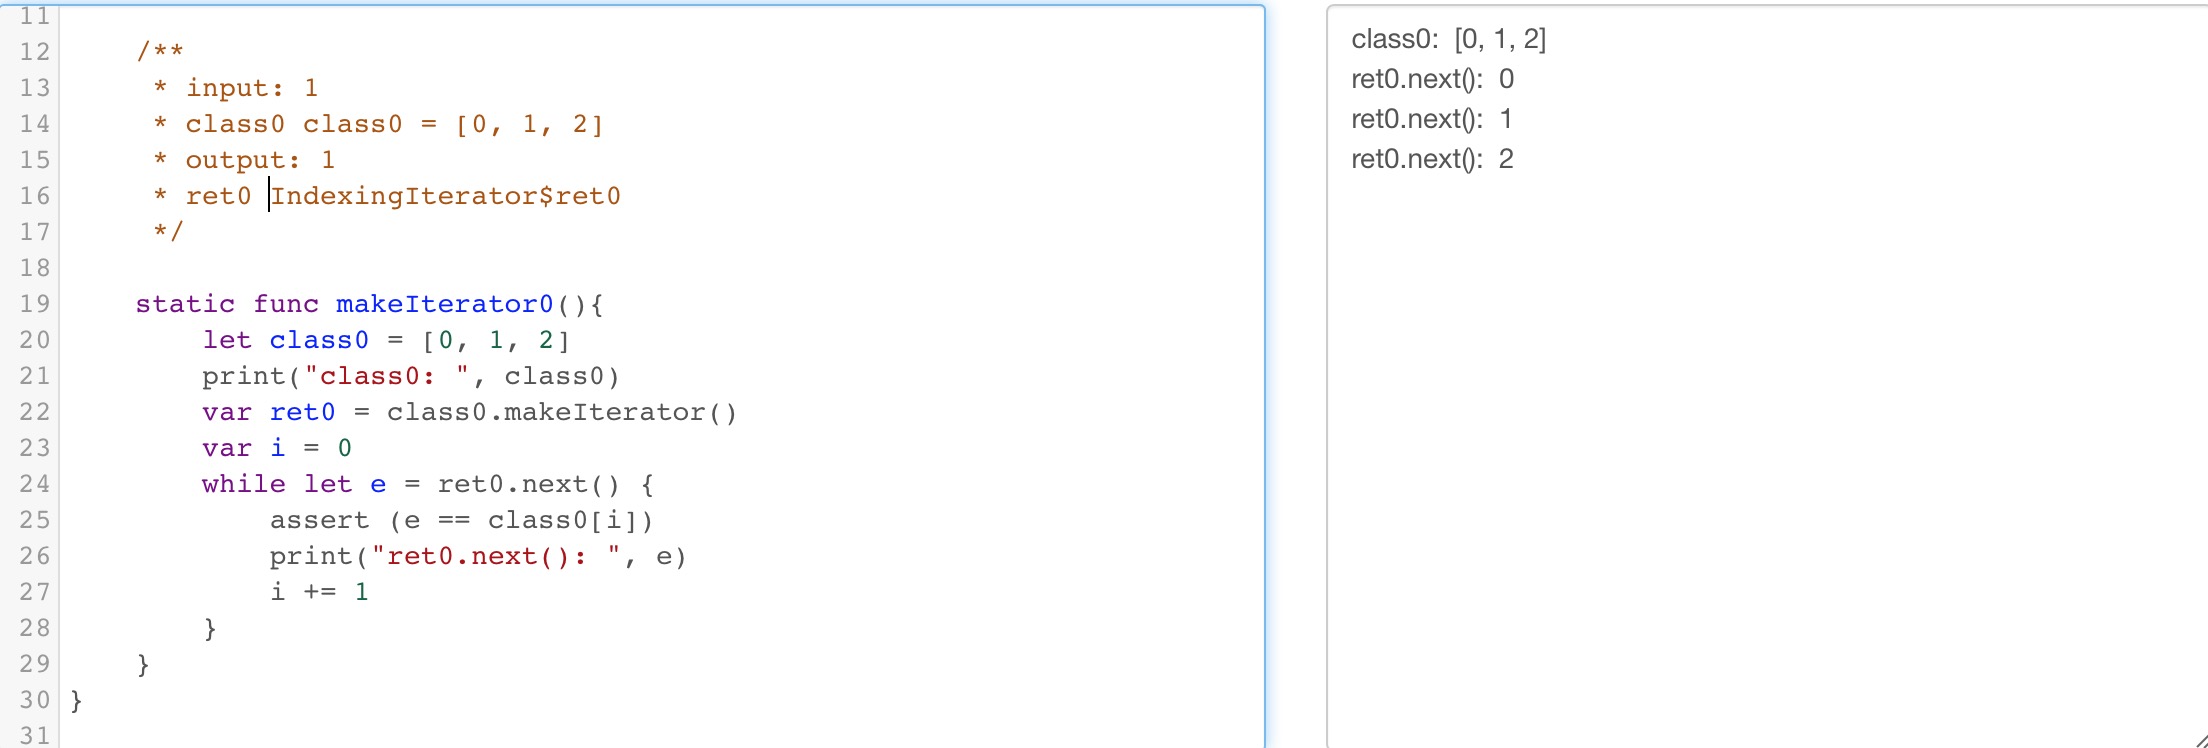 11
12 /**
13 * input: 1
14 * class0 class0 = [0, 1, 2]
15 * output: 1
16 * ret0 IndexingIterator$ret0
17 */
18
19 static func makeIterator0(){
20 let class0 = [0, 1, 2]
21 print("class0: ", class0)
22 var ret0 = class0.makeIterator()
23 var i = 0
24 while let e = ret0.next() {
25 assert (e == class0[i])
26 print("ret0.next(): ", e)
27 i += 1
28 }
29 }
30 }
31
class0: [0, 1, 2]
ret0.next(): 0
ret0.next(): 1
ret0.next(): 2